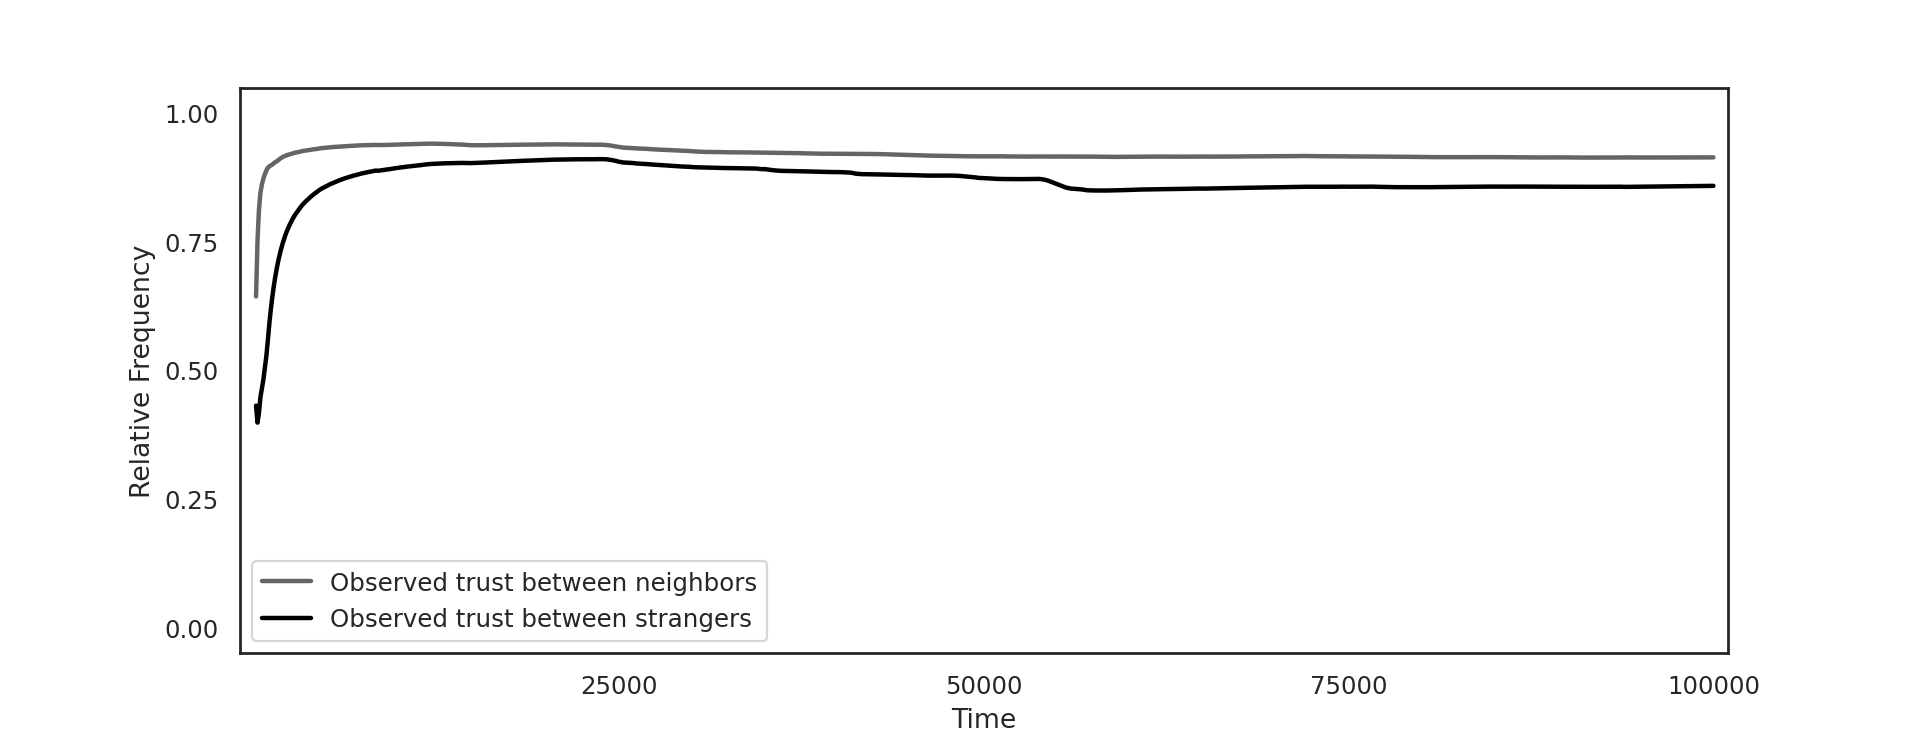 1.00
0.75
0.50
0.25
0.00
Relative Frequency
Observed trust between neighbors
Observed trust between strangers
25000 50000 75000 100000
Time